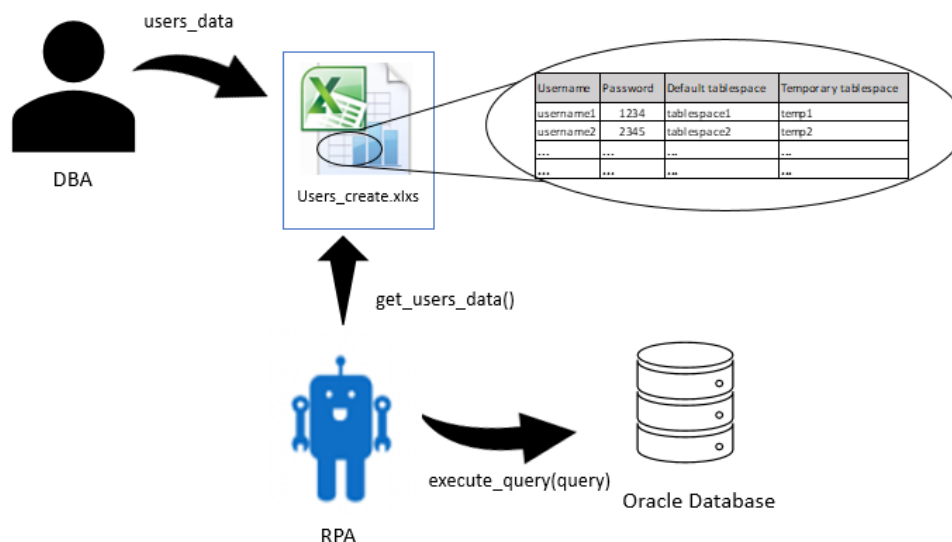 users_data
DBA
Users_create.xlxs
Username Password Default tablespace Temporary tablespace
username1 1234 tablespace1 temp1
username2 2345 tablespace2 temp2
... ... ... ...
... ... ... ...
get_users_data()
execute_query(query)
RPA
Oracle Database